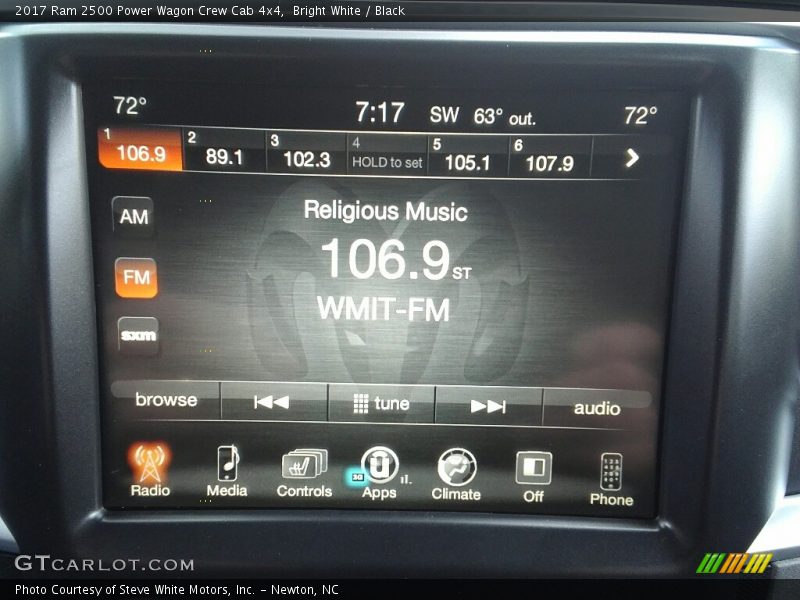 2017 Ram 2500 Power Wagon Crew Cab 4x4,  Bright White / Black
72° 7:17 SW 63° out. 72°
1 106.9 2 89.1 3 102.3 4 HOLD to set 5 105.1 6 107.9
AM
Religious Music
106.9 ST
FM
WMIT-FM
sxm
browse tune audio
3G
Radio Media Controls Apps Climate Off Phone
GTCARLOT.COM
Photo Courtesy of Steve White Motors, Inc. – Newton, NC